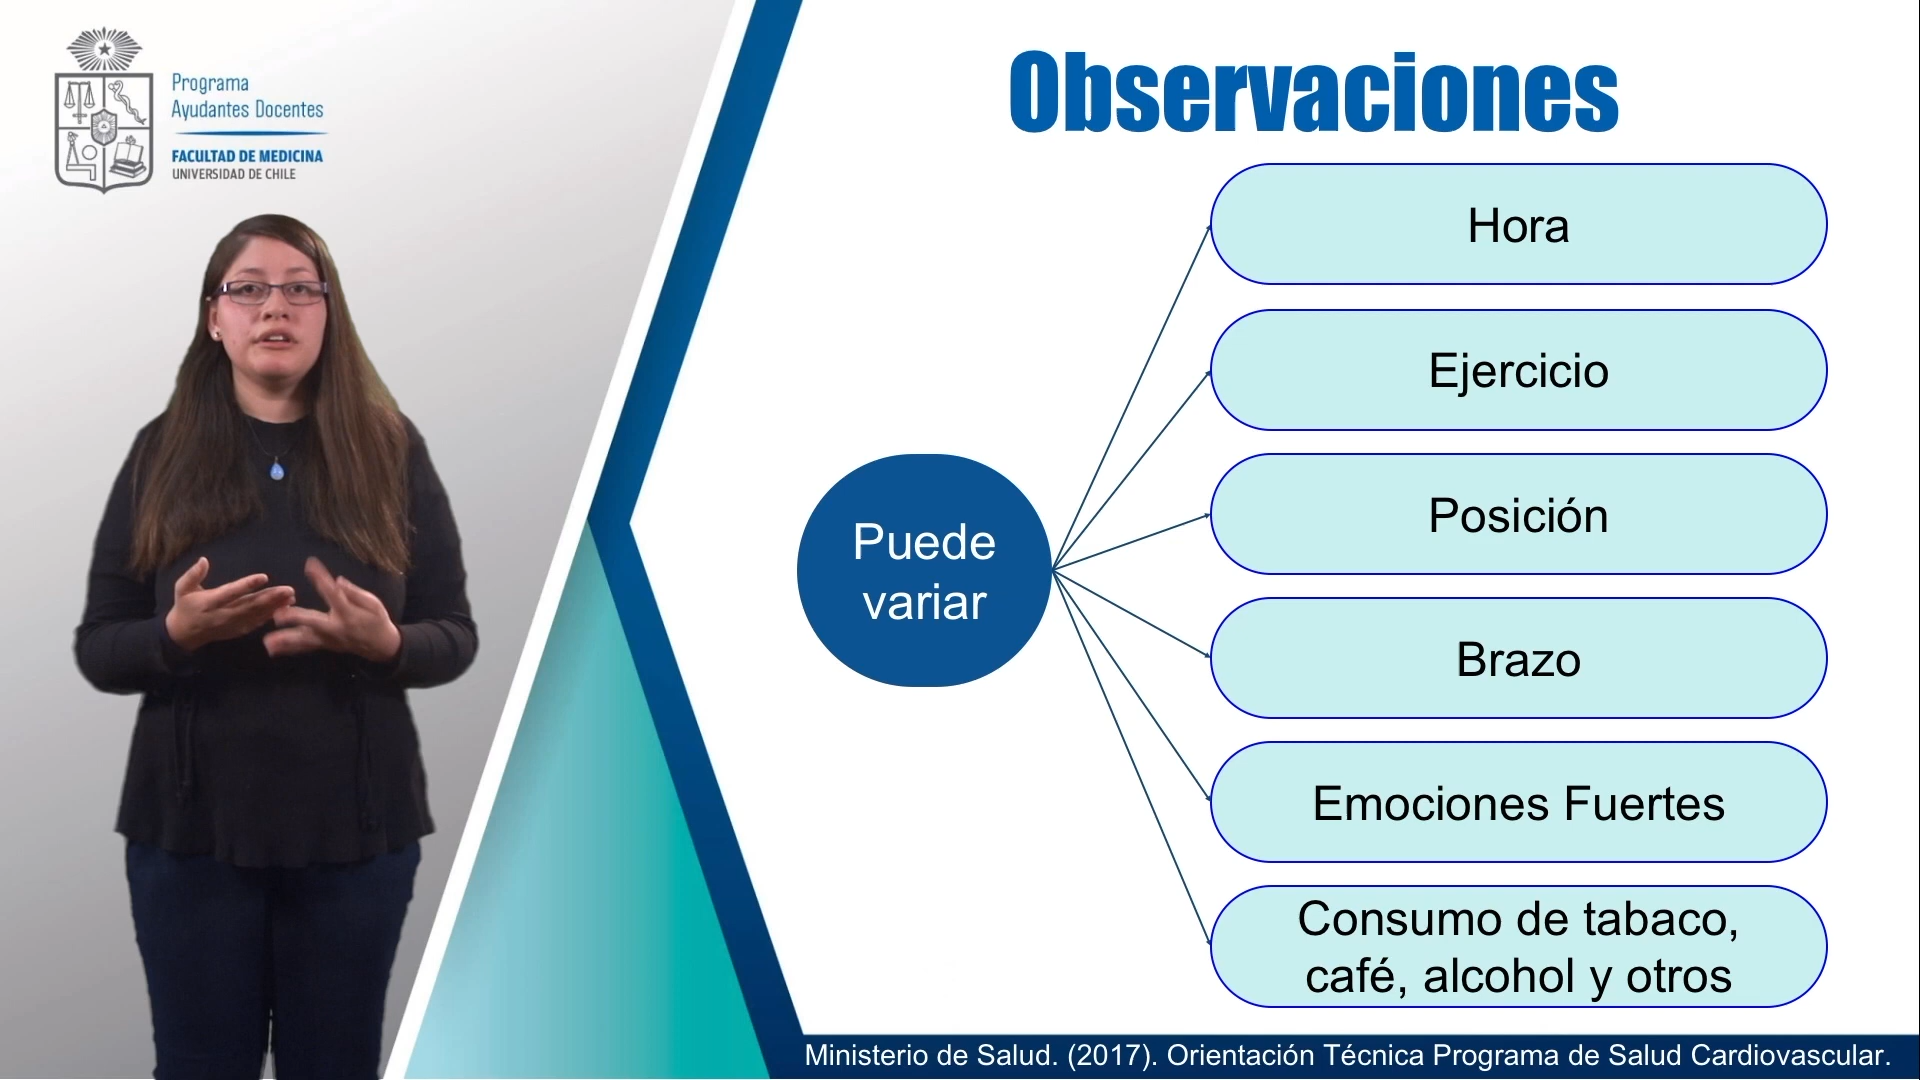 Programa
Ayudantes Docentes
FACULTAD DE MEDICINA
UNIVERSIDAD DE CHILE
Observaciones
Puede
variar
Hora
Ejercicio
Posición
Brazo
Emociones Fuertes
Consumo de tabaco,
café, alcohol y otros
Ministerio de Salud. (2017). Orientación Técnica Programa de Salud Cardiovascular.